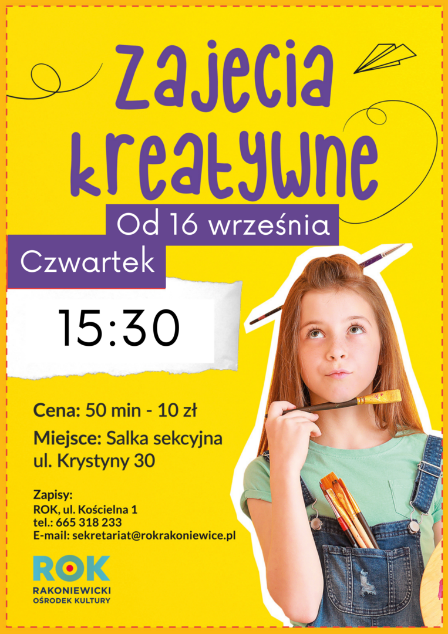 Zajęcia
kreatywne
Od 16 września
Czwartek
15:30
Cena: 50 min - 10 zł
Miejsce: Salka sekcyjna
ul. Krystyny 30
Zapisy:
ROK, ul. Kościelna 1
tel.: 665 318 233
E-mail: sekretariat@rokrakoniewice.pl
ROK
RAKONIEWICKI
OŚRODEK KULTURY